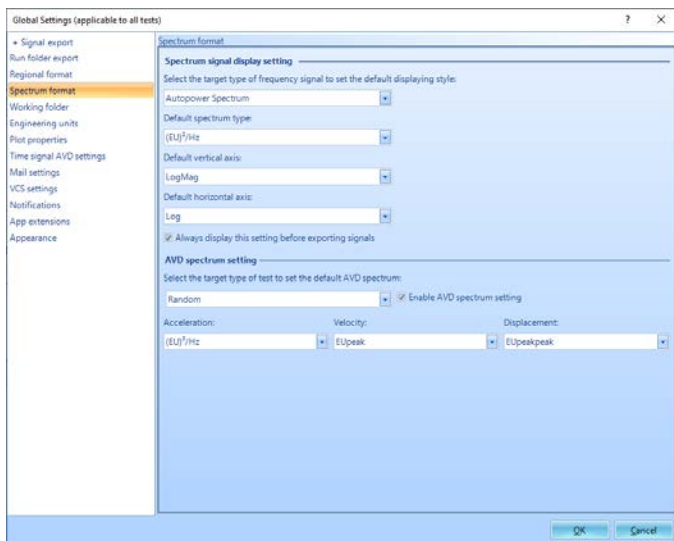 Global Settings (applicable to all tests)
+ Signal export
Run folder export
Regional format
Spectrum format
Working folder
Engineering units
Plot properties
Time signal AVD settings
Mail settings
VCS settings
Notifications
App extensions
Appearance
Spectrum format
Spectrum signal display setting
Select the target type of frequency signal to set the default displaying style:
Autopower Spectrum
Default spectrum type:
(EU)²/Hz
Default vertical axis:
LogMag
Default horizontal axis:
Log
Always display this setting before exporting signals
AVD spectrum setting
Select the target type of test to set the default AVD spectrum:
Random Enable AVD spectrum setting
Acceleration: Velocity: Displacement:
(EU)²/Hz EUpeak EUpeakpeak
OK Cancel